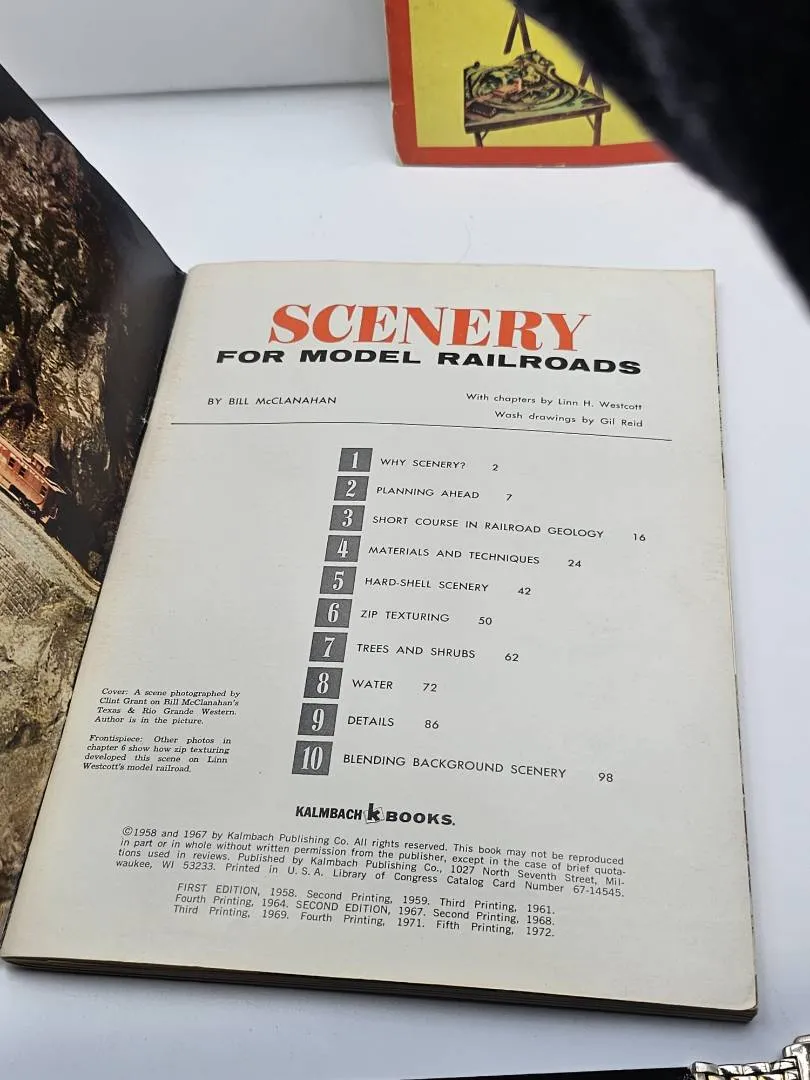 SCENERY
FOR MODEL RAILROADS
BY BILL McCLANAHAN
With chapters by Linn H. Westcott
Wash drawings by Gil Reid
1 WHY SCENERY? 2
2 PLANNING AHEAD 7
3 SHORT COURSE IN RAILROAD GEOLOGY 16
4 MATERIALS AND TECHNIQUES 24
5 HARD-SHELL SCENERY 42
6 ZIP TEXTURING 50
7 TREES AND SHRUBS 62
8 WATER 72
9 DETAILS 86
10 BLENDING BACKGROUND SCENERY 98
Cover: A scene photographed by
Clint Grant on Bill McClanahan's
Texas & Rio Grande Western.
Author is in the picture.
Frontispiece: Other photos in
chapter 6 show how zip texturing
developed this scene on Linn
Westcott's model railroad.
KALMBACH k BOOKS.
©1958 and 1967 by Kalmbach Publishing Co. All rights reserved. This book may not be reproduced
in part or in whole without written permission from the publisher, except in the case of brief quota-
tions used in reviews. Published by Kalmbach Publishing Co., 1027 North Seventh Street, Mil-
waukee, WI 53233. Printed in U. S. A. Library of Congress Catalog Card Number 67-14545.
FIRST EDITION, 1958. Second Printing, 1959. Third Printing, 1961.
Fourth Printing, 1964. SECOND EDITION, 1967. Second Printing, 1968.
Third Printing, 1969. Fourth Printing, 1971. Fifth Printing, 1972.